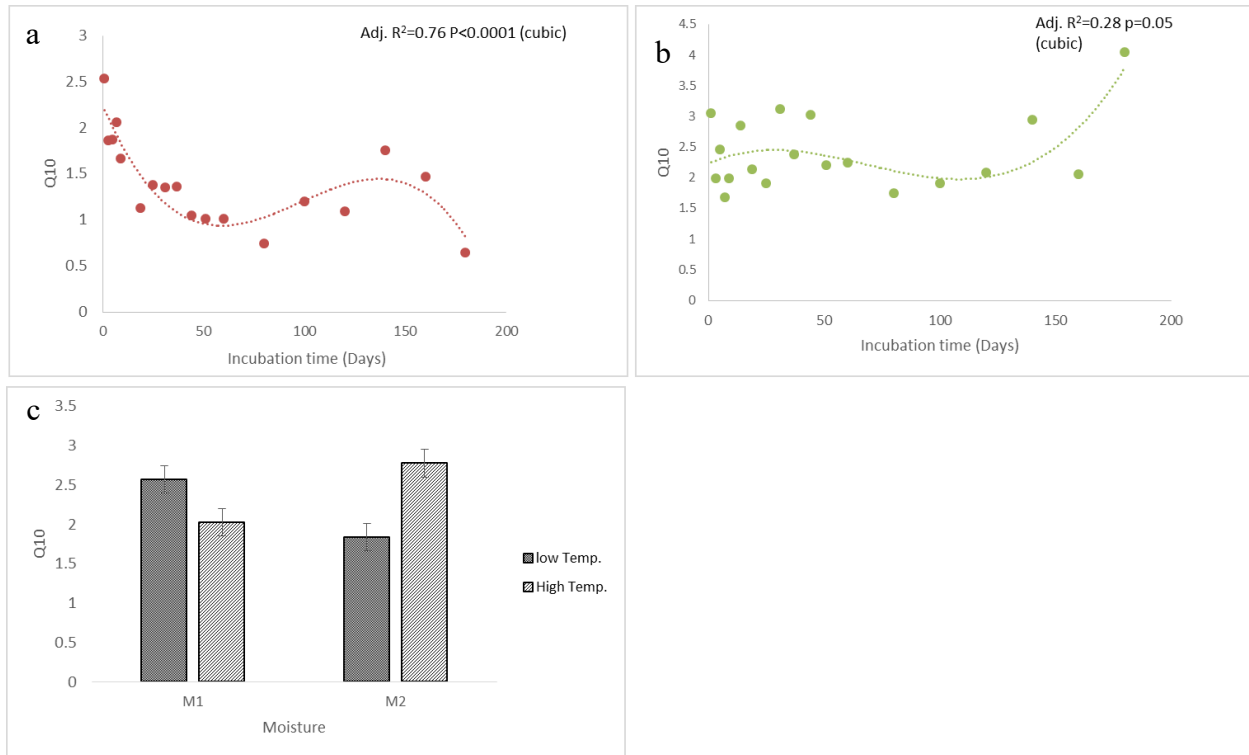 a
Adj. R²=0.76 P<0.0001 (cubic)
3
2.5
2
1.5
1
0.5
0
Q10
0 50 100 150 200
Incubation time (Days)
b
Adj. R²=0.28 p=0.05
(cubic)
4.5
4
3.5
3
2.5
2
1.5
1
0.5
0
Q10
0 50 100 150 200
Incubation time (Days)
c
3.5
3
2.5
2
1.5
1
0.5
0
Q10
M1 M2
Moisture
low Temp.
High Temp.